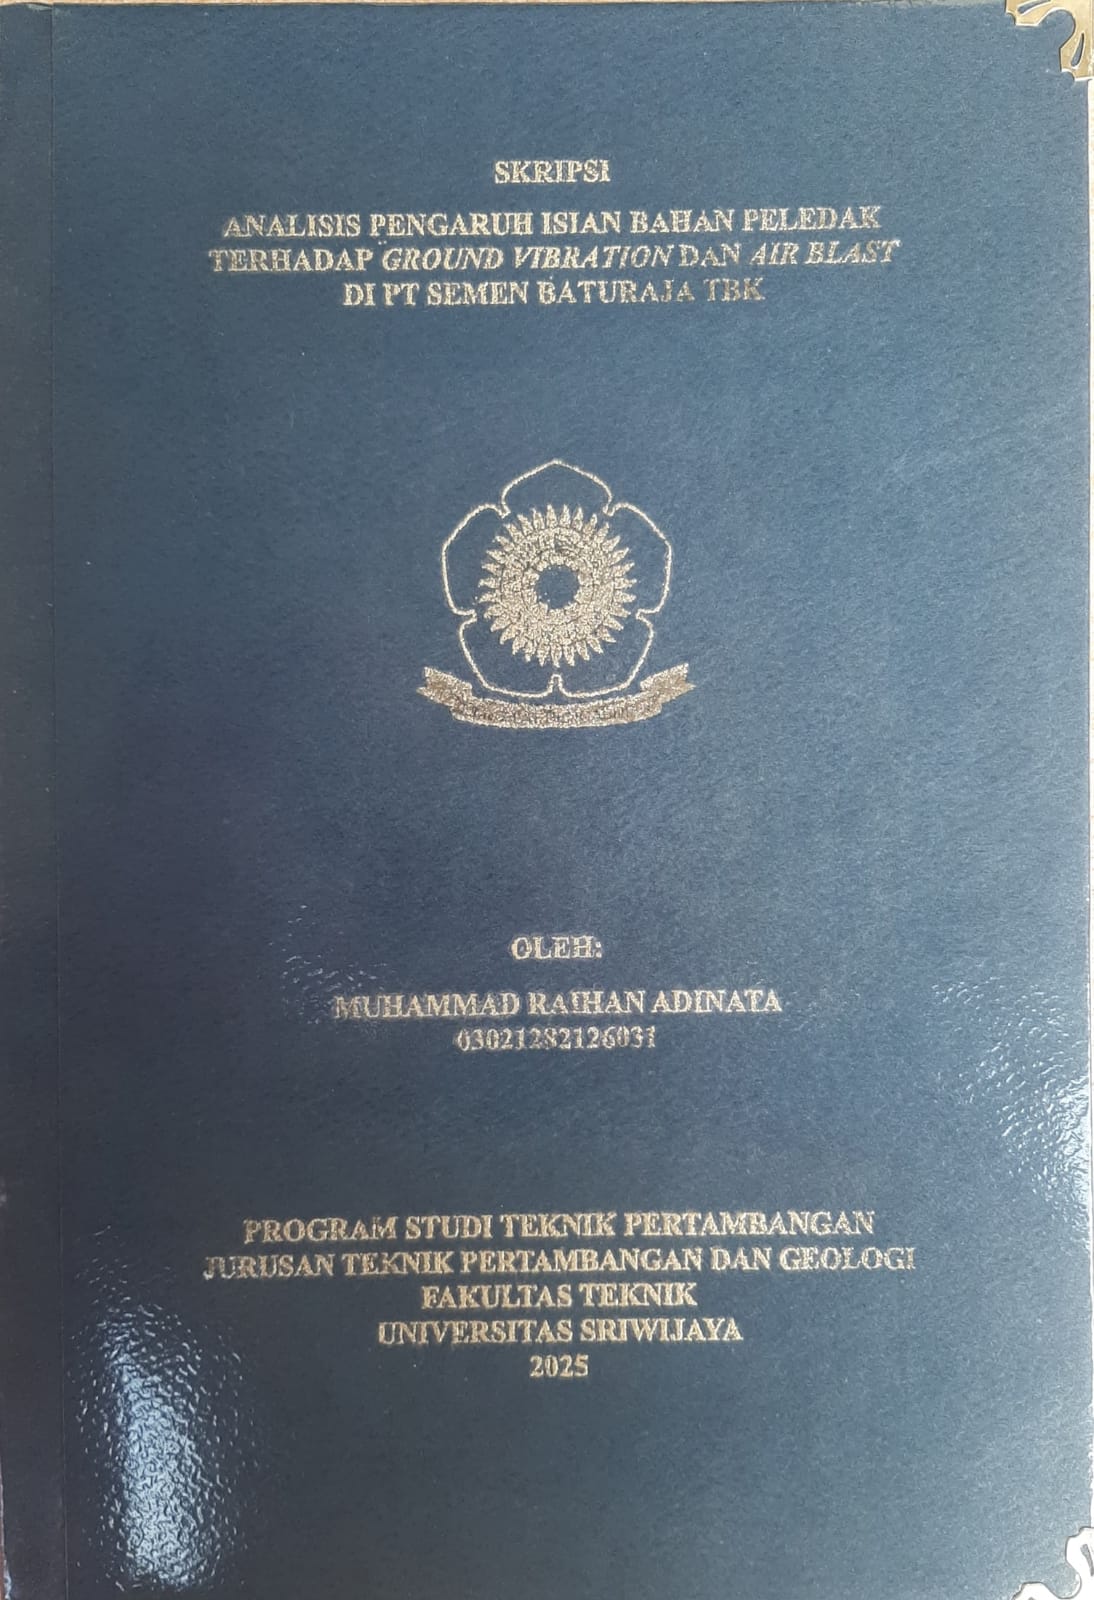 SKRIPSI
ANALISIS PENGARUH ISIAN BAHAN PELEDAK
TERHADAP GROUND VIBRATION DAN AIR BLAST
DI PT SEMEN BATURAJA TBK
OLEH:
MUHAMMAD RAIHAN ADINATA
03021282126031
PROGRAM STUDI TEKNIK PERTAMBANGAN
JURUSAN TEKNIK PERTAMBANGAN DAN GEOLOGI
FAKULTAS TEKNIK
UNIVERSITAS SRIWIJAYA
2025